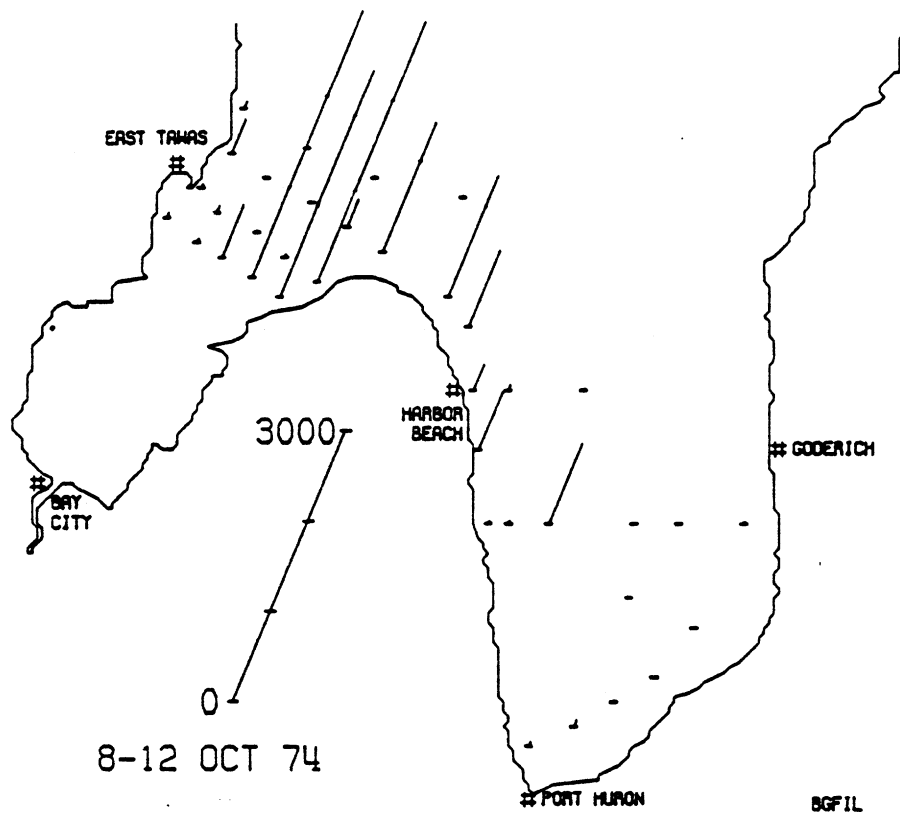 EAST TAWAS
#
3000
# HARBOR
BEACH
# GODERICH
#
BAY
CITY
0
8-12 OCT 74
# PORT HURON
BGFIL